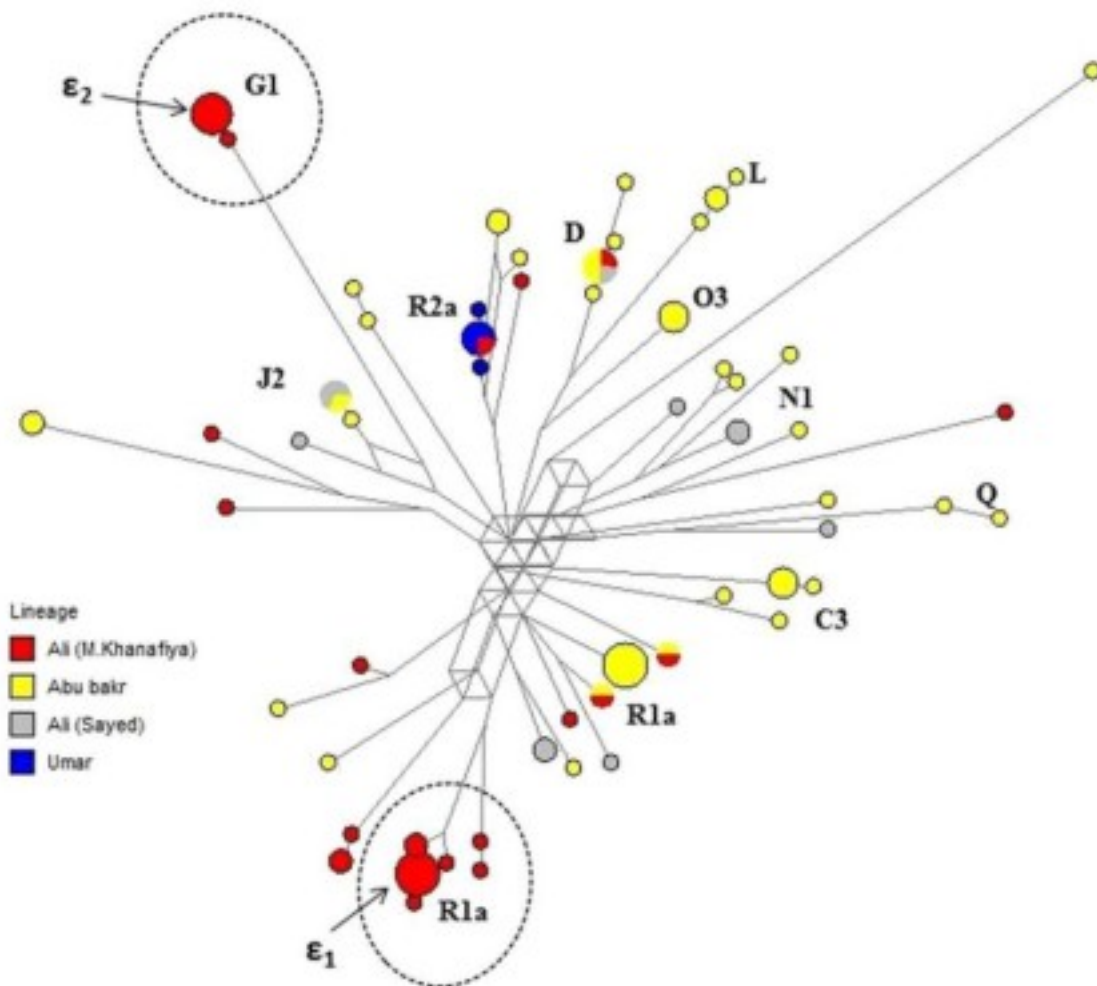 G1
ε2
L
D
O3
R2a
J2
N1
Q
Lineage
Ali (M.Khanafiya)
Abu bakr
Ali (Sayed)
Umar
C3
R1a
R1a
ε1